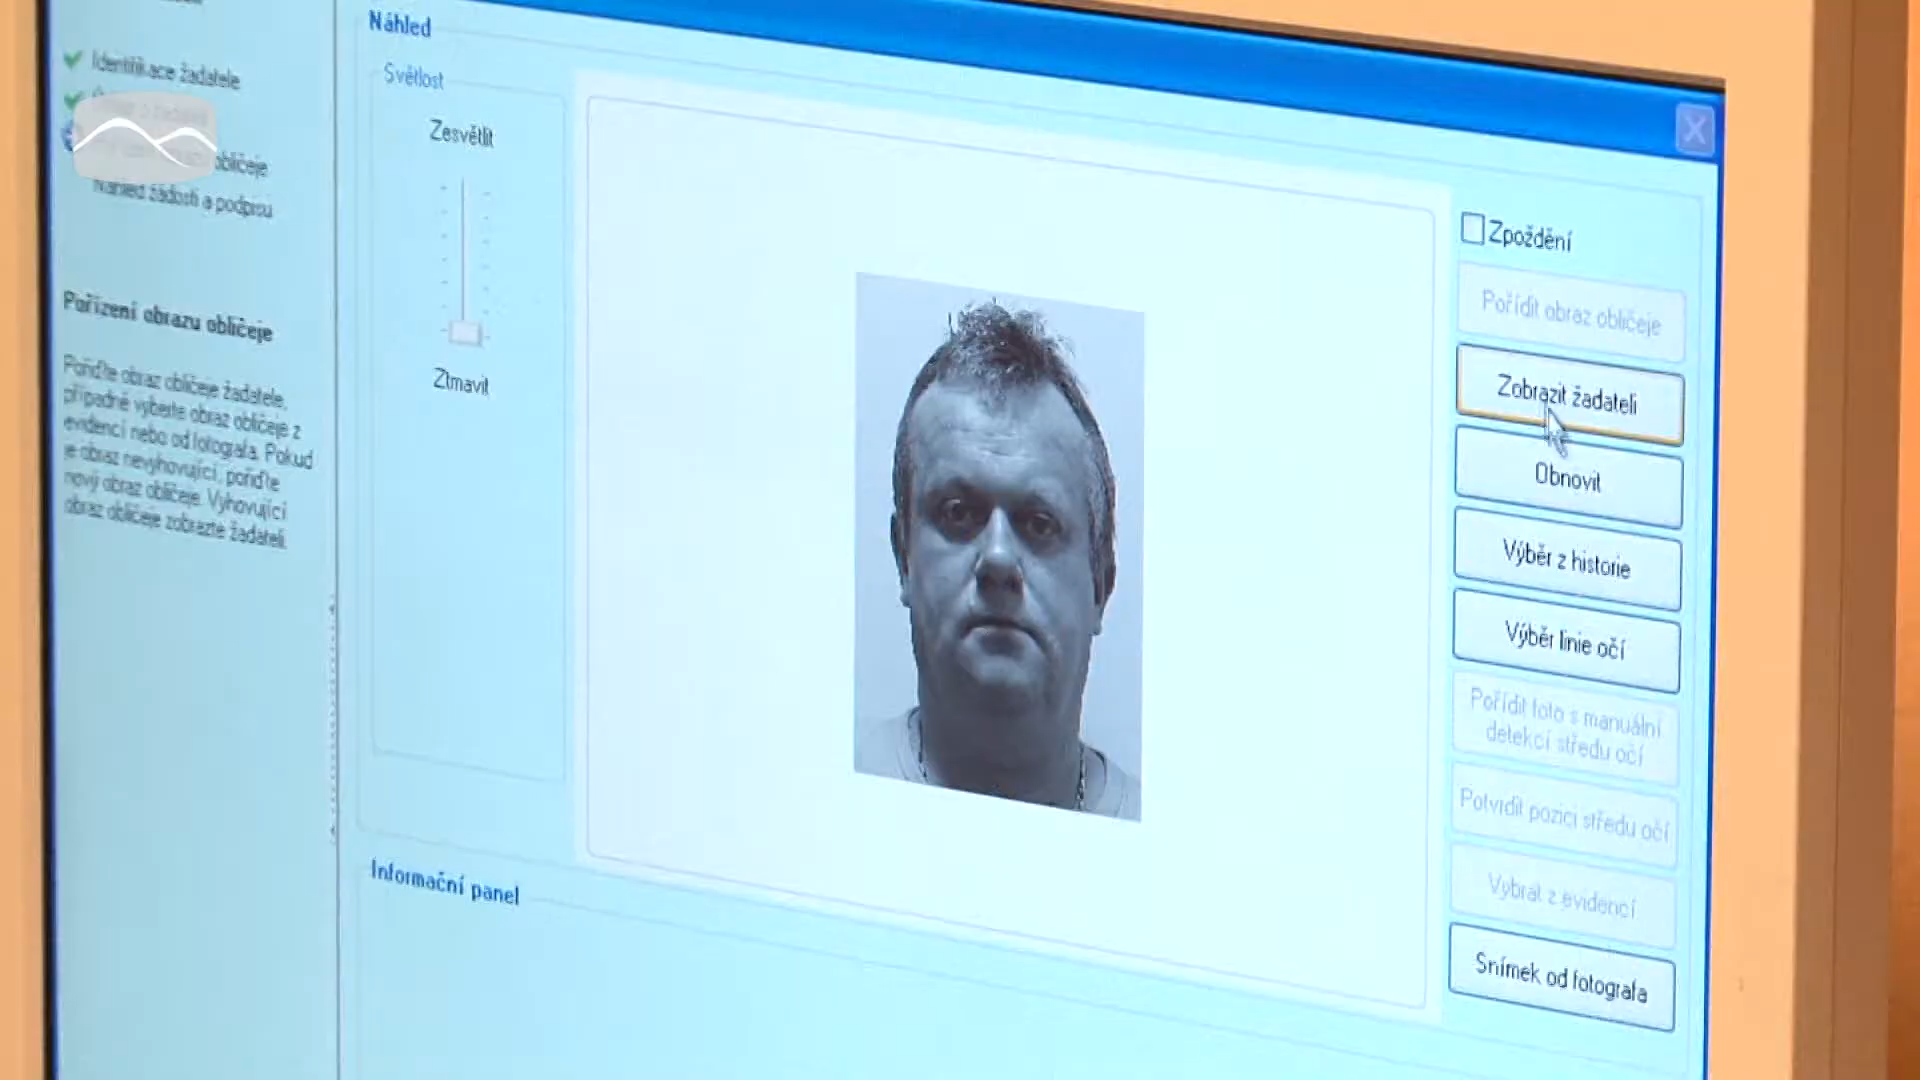 Náhled
Identifikace žadatele
obličeje
Náhled žádosti a podpisu
Pořízení obrazu obličeje
Pořiďte obraz obličeje žadatele,
případně vyberte obraz obličeje z
evidencí nebo od fotografa. Pokud
je obraz nevyhovující, pořiďte
nový obraz obličeje. Vyhovující
obraz obličeje zobrazte žadateli.
Světlost
Zesvětlit
Ztmavit
Informační panel
Zpoždění
Pořídit obraz obličeje
Zobrazit žadateli
Obnovit
Výběr z historie
Výběr linie očí
Pořídit foto s manuální
detekcí středu očí
Potvrdit pozici středu očí
Vybrat z evidencí
Snímek od fotografa